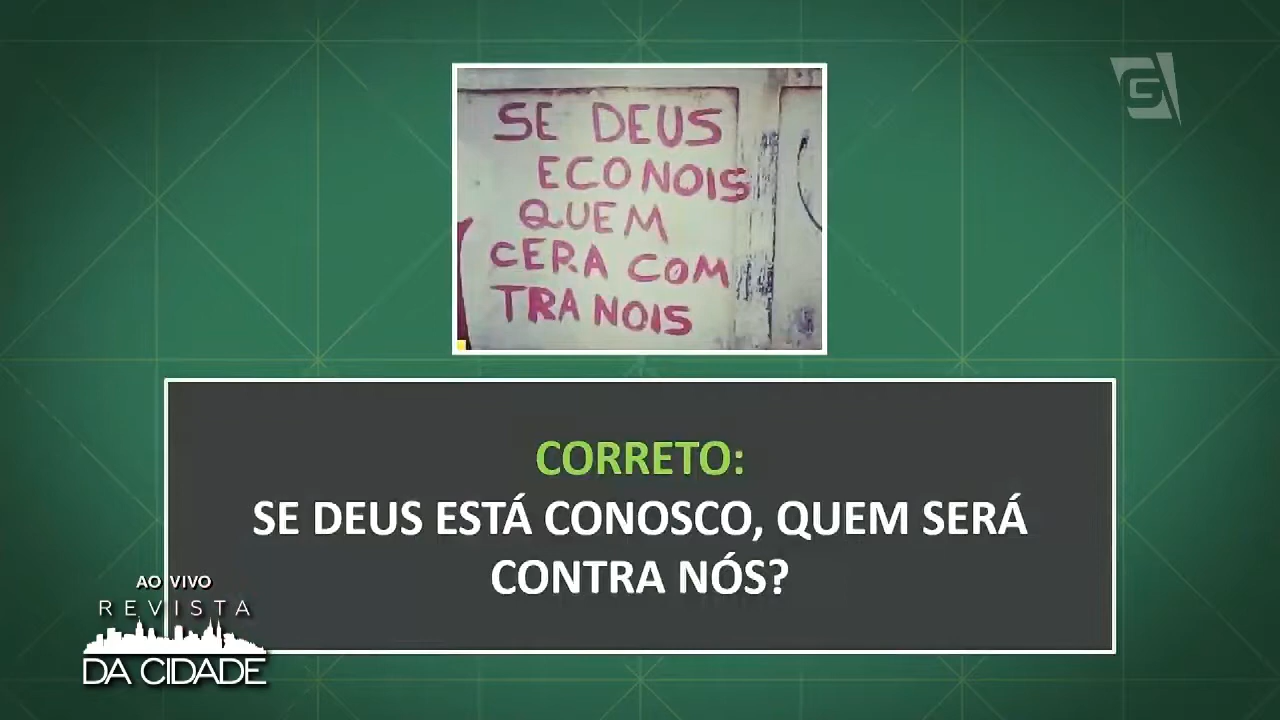 SE DEUS
ECONOIS
QUEM
CERA COM
TRA NOIS
CORRETO:
SE DEUS ESTÁ CONOSCO, QUEM SERÁ
CONTRA NÓS?
AO VIVO
REVISTA
DA CIDADE
G